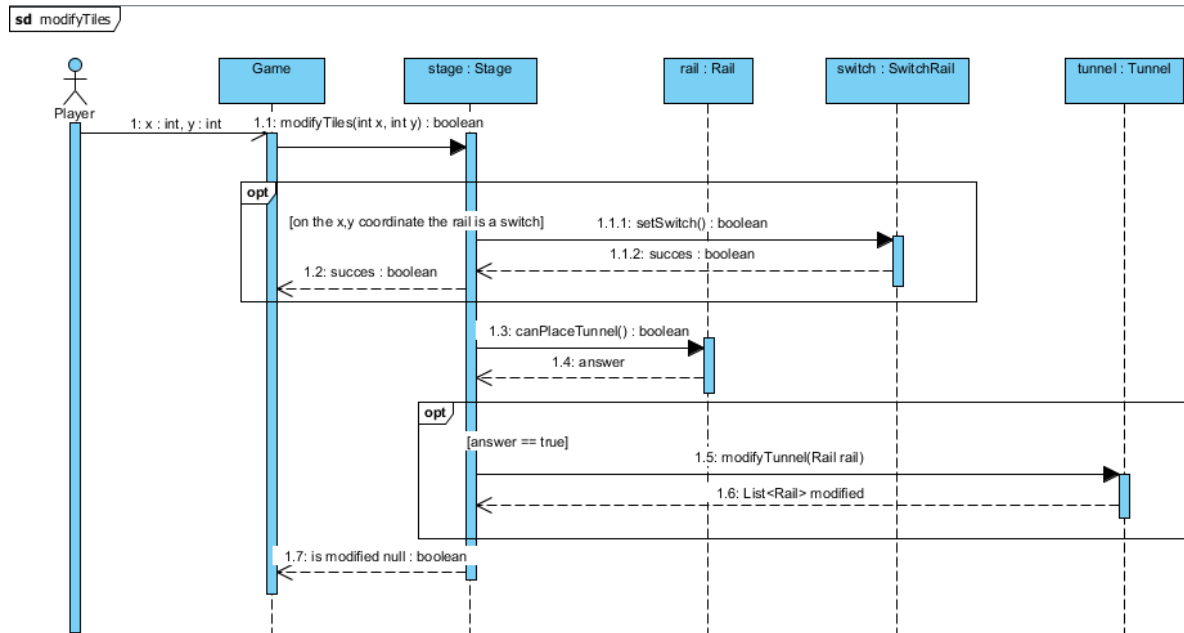 sd modifyTiles
Player
Game
stage : Stage
rail : Rail
switch : SwitchRail
tunnel : Tunnel
1: x : int, y : int
1.1: modifyTiles(int x, int y) : boolean
opt
[on the x,y coordinate the rail is a switch]
1.1.1: setSwitch() : boolean
1.1.2: succes : boolean
1.2: succes : boolean
1.3: canPlaceTunnel() : boolean
1.4: answer
opt
[answer == true]
1.5: modifyTunnel(Rail rail)
1.6: List<Rail> modified
1.7: is modified null : boolean